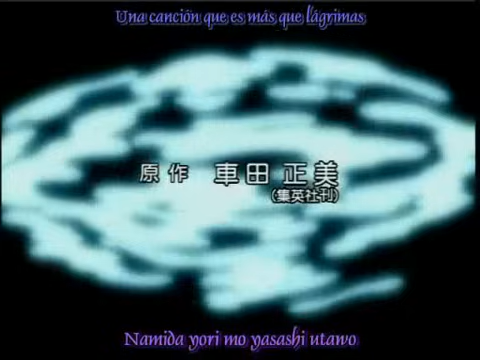 Una canción que es más que lágrimas
原作 車田正美
(集英社刊)
Namida yori mo yasashi utawo